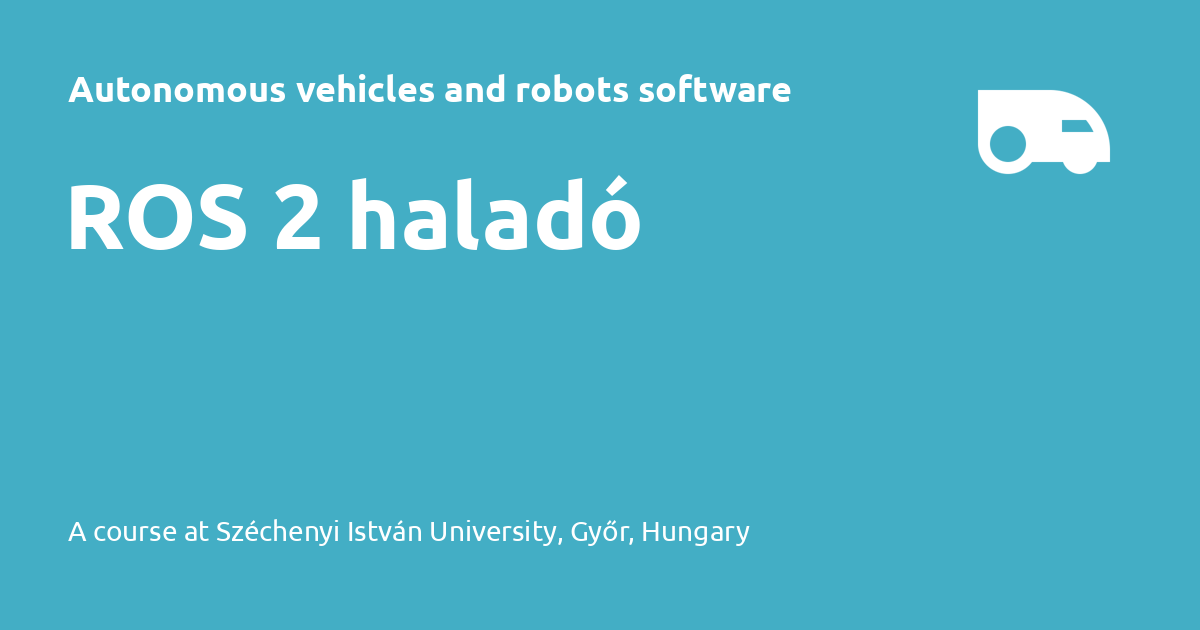 Autonomous vehicles and robots software
ROS 2 haladó
A course at Széchenyi István University, Győr, Hungary